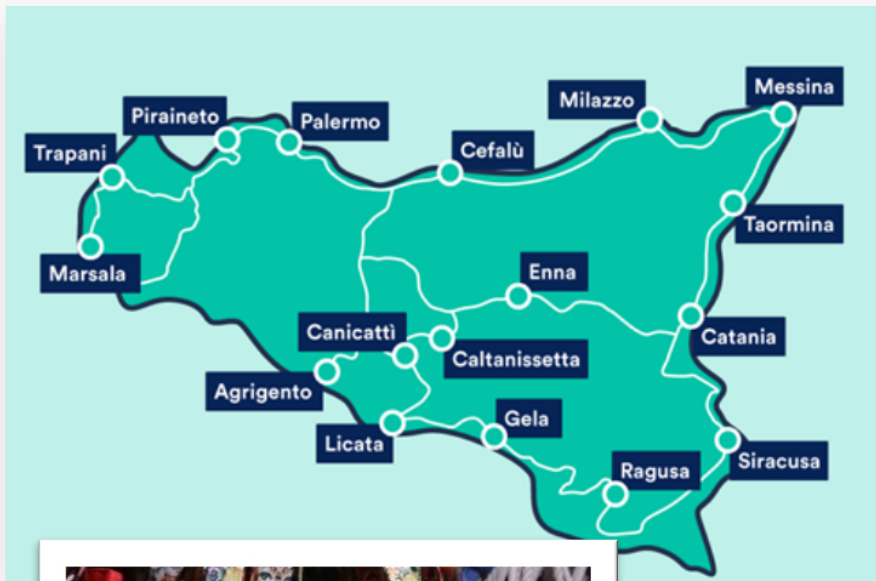 Messina
Milazzo
Piraineto
Palermo
Trapani
Cefalù
Taormina
Marsala
Enna
Canicattì
Catania
Caltanissetta
Agrigento
Gela
Licata
Siracusa
Ragusa